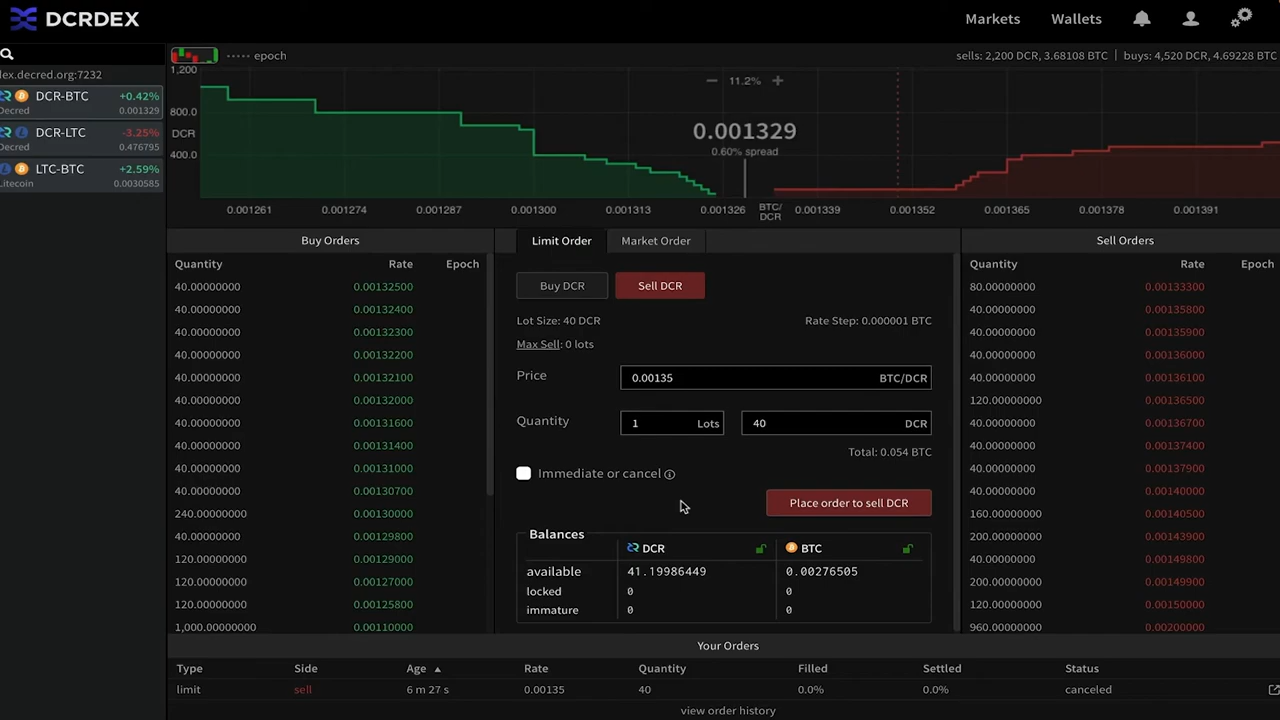 DCRDEX
Markets Wallets
epoch
sells: 2,200 DCR, 3.68108 BTC | buys: 4,520 DCR, 4.69228 BTC
lex.decred.org:7232
DCR-BTC +0.42%
Decred 0.001329
DCR-LTC -3.25%
Decred 0.476795
LTC-BTC +2.59%
Litecoin 0.0030585
1,200
800.0
DCR
400.0
− 11.2% +
0.001329
0.60% spread
0.001261 0.001274 0.001287 0.001300 0.001313 0.001326 BTC/ DCR 0.001339 0.001352 0.001365 0.001378 0.001391
Buy Orders
Quantity Rate Epoch
40.00000000 0.00132500
40.00000000 0.00132400
40.00000000 0.00132300
40.00000000 0.00132200
40.00000000 0.00132100
40.00000000 0.00132000
40.00000000 0.00131600
40.00000000 0.00131400
40.00000000 0.00131000
40.00000000 0.00130700
240.00000000 0.00130000
40.00000000 0.00129800
120.00000000 0.00129000
120.00000000 0.00127000
120.00000000 0.00125800
1,000.00000000 0.00110000
Limit Order Market Order
Buy DCR Sell DCR
Lot Size: 40 DCR Rate Step: 0.000001 BTC
Max Sell: 0 lots
Price 0.00135 BTC/DCR
Quantity 1 Lots 40 DCR
Total: 0.054 BTC
Immediate or cancel
Place order to sell DCR
Balances
DCR BTC
available 41.19986449 0.00276505
locked 0 0
immature 0 0
Sell Orders
Quantity Rate Epoch
80.00000000 0.00133300
40.00000000 0.00135800
40.00000000 0.00135900
40.00000000 0.00136000
40.00000000 0.00136100
120.00000000 0.00136500
40.00000000 0.00136700
40.00000000 0.00137400
40.00000000 0.00137900
40.00000000 0.00140000
160.00000000 0.00140500
200.00000000 0.00143900
40.00000000 0.00149800
200.00000000 0.00149900
120.00000000 0.00150000
960.00000000 0.00200000
Your Orders
Type Side Age ▲ Rate Quantity Filled Settled Status
limit sell 6 m 27 s 0.00135 40 0.0% 0.0% canceled
view order history